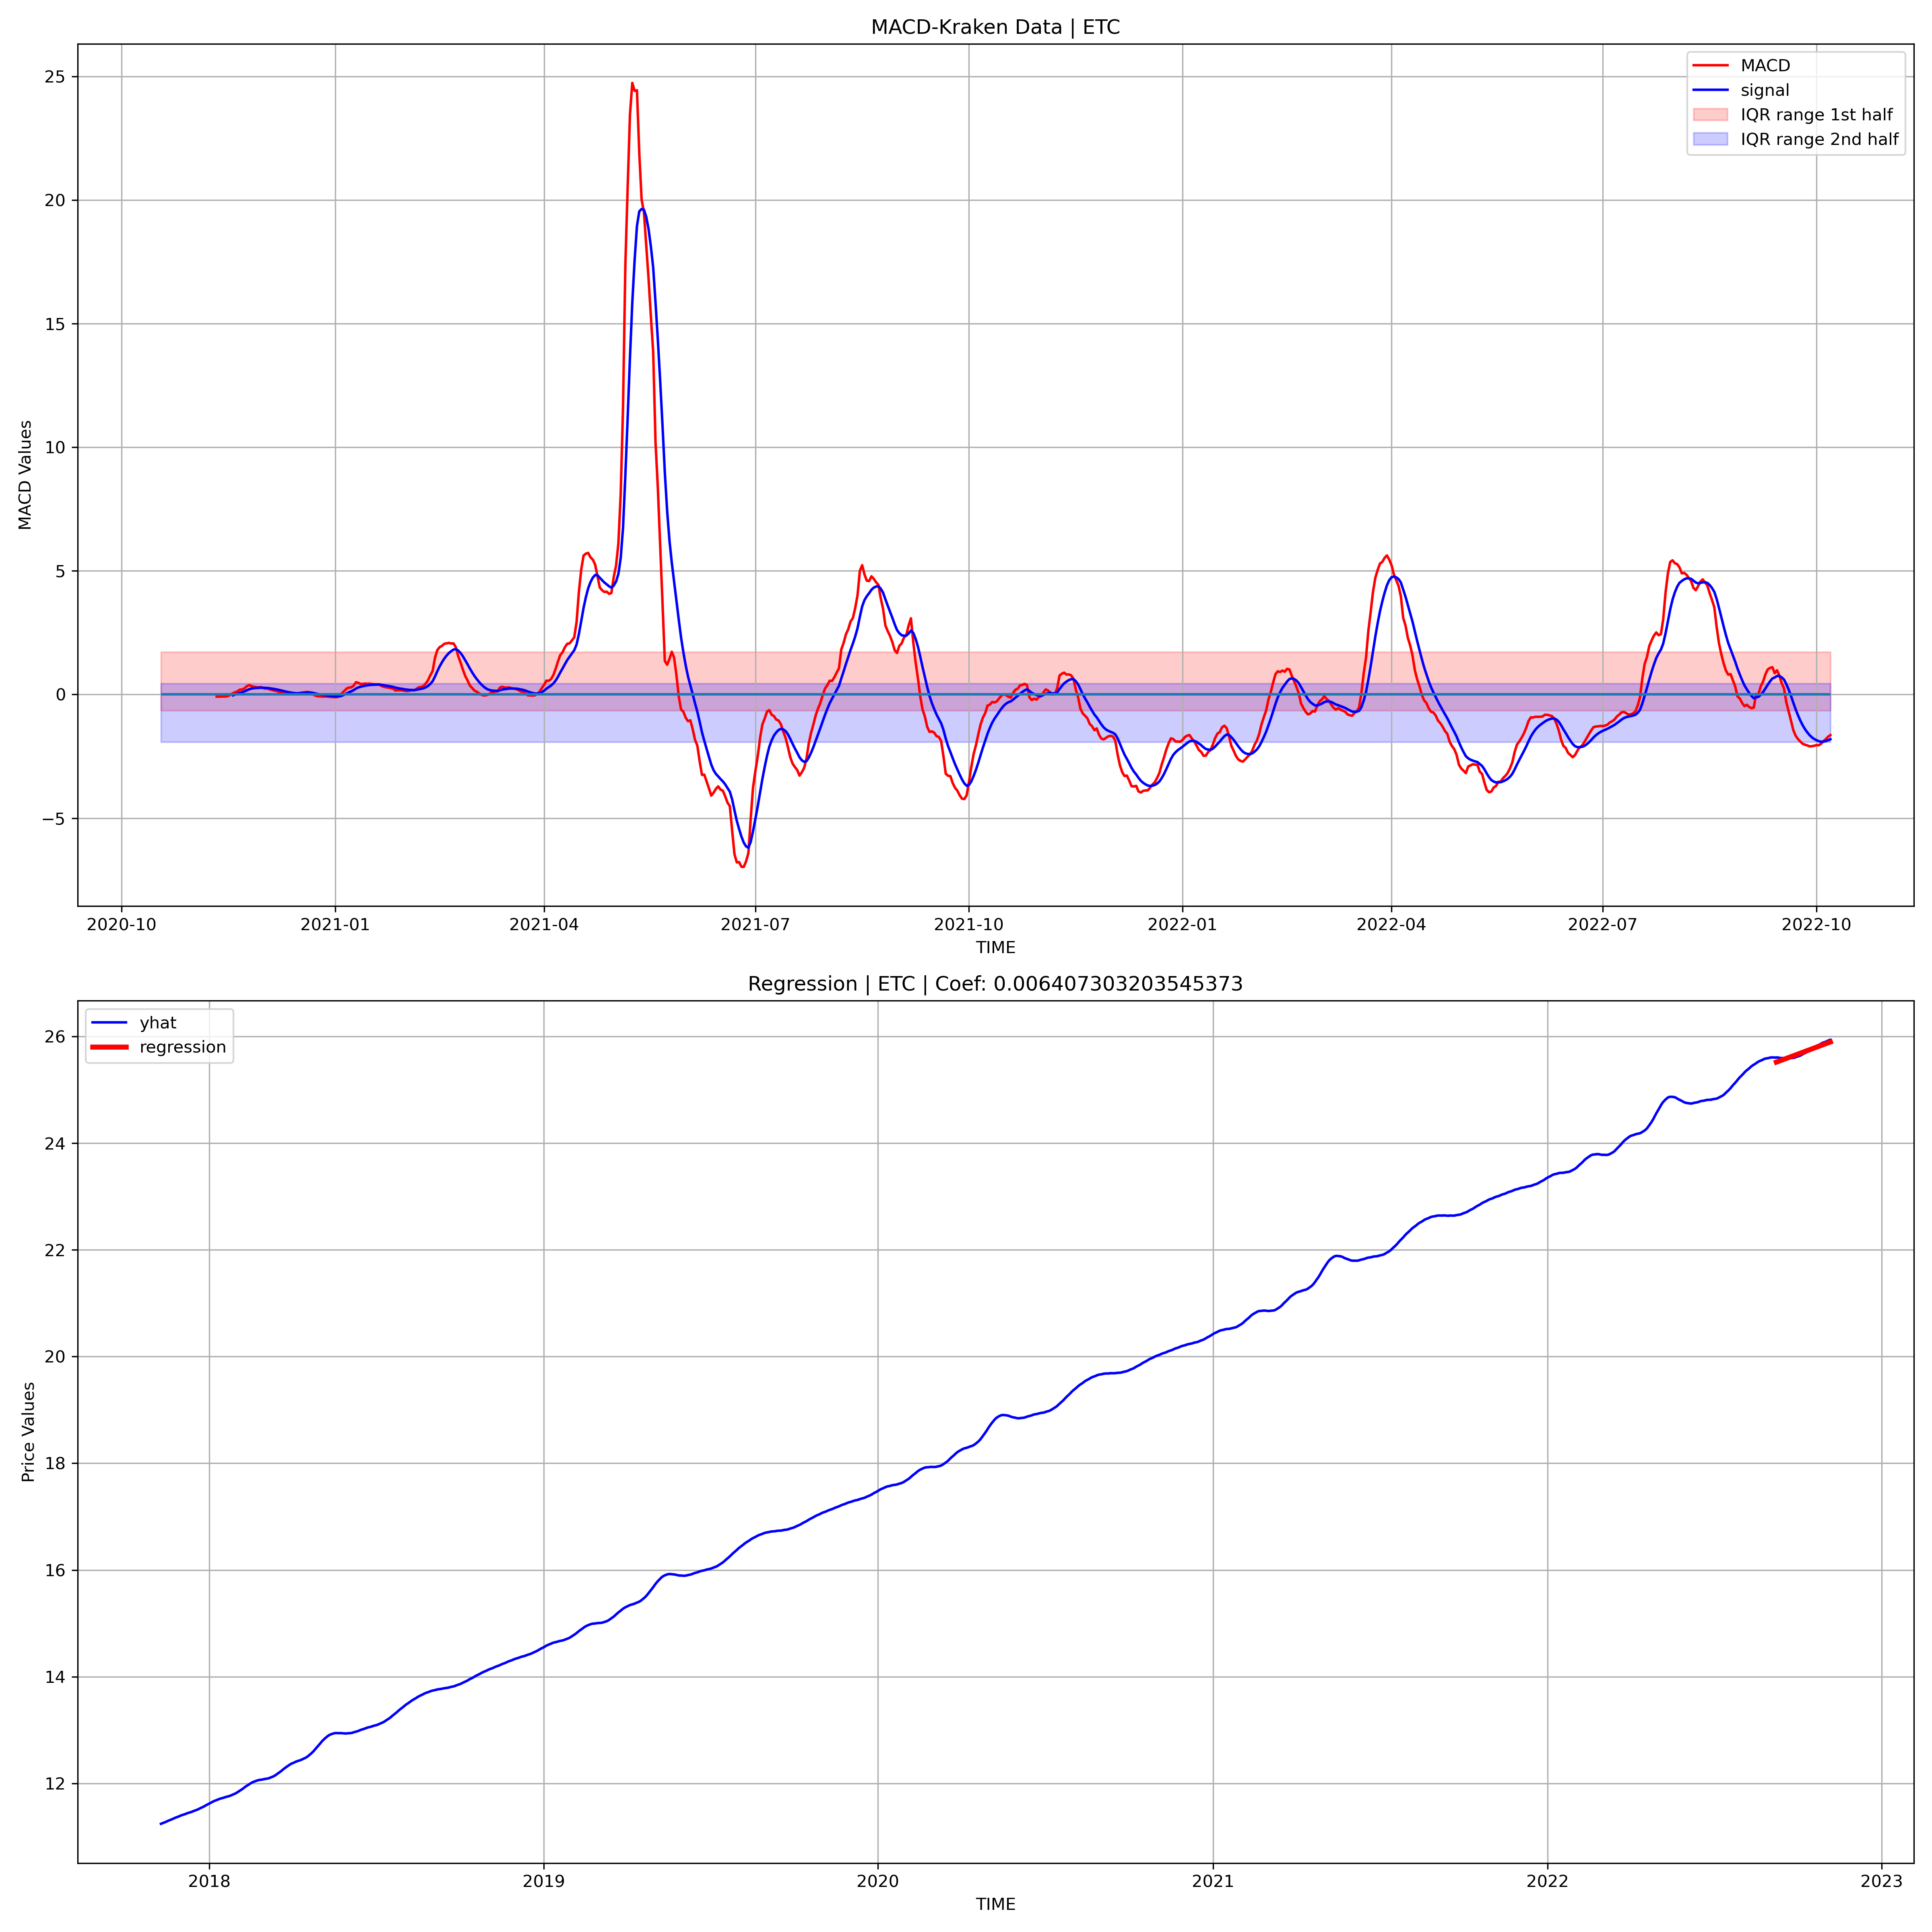 MACD-Kraken Data | ETC
MACD
signal
IQR range 1st half
IQR range 2nd half
25
20
15
10
5
0
−5
MACD Values
2020-10
2021-01
2021-04
2021-07
2021-10
2022-01
2022-04
2022-07
2022-10
TIME
Regression | ETC | Coef: 0.006407303203545373
yhat
regression
26
24
22
20
18
16
14
12
Price Values
2018
2019
2020
2021
2022
2023
TIME